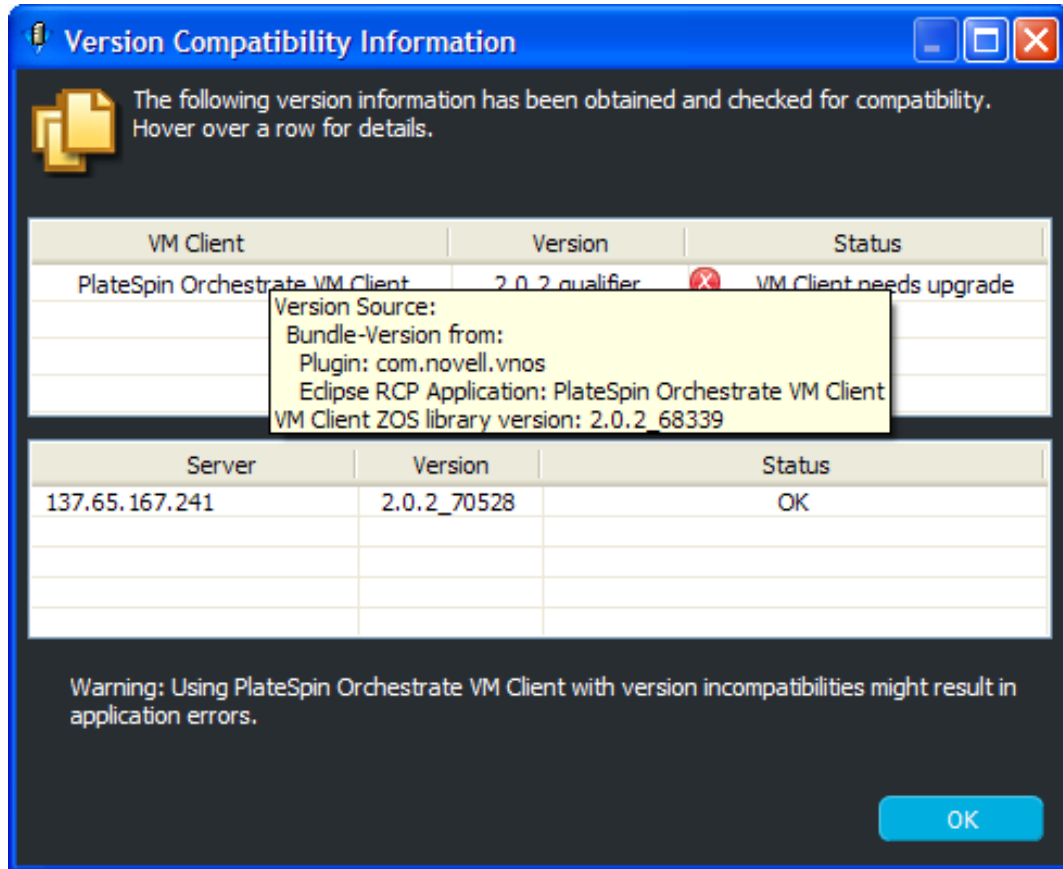 Version Compatibility Information
The following version information has been obtained and checked for compatibility.
Hover over a row for details.
VM Client Version Status
PlateSpin Orchestrate VM Client 2.0.2 qualifier VM Client needs upgrade
Version Source:
Bundle-Version from:
Plugin: com.novell.vnos
Eclipse RCP Application: PlateSpin Orchestrate VM Client
VM Client ZOS library version: 2.0.2_68339
Server Version Status
137.65.167.241 2.0.2_70528 OK
Warning: Using PlateSpin Orchestrate VM Client with version incompatibilities might result in
application errors.
OK